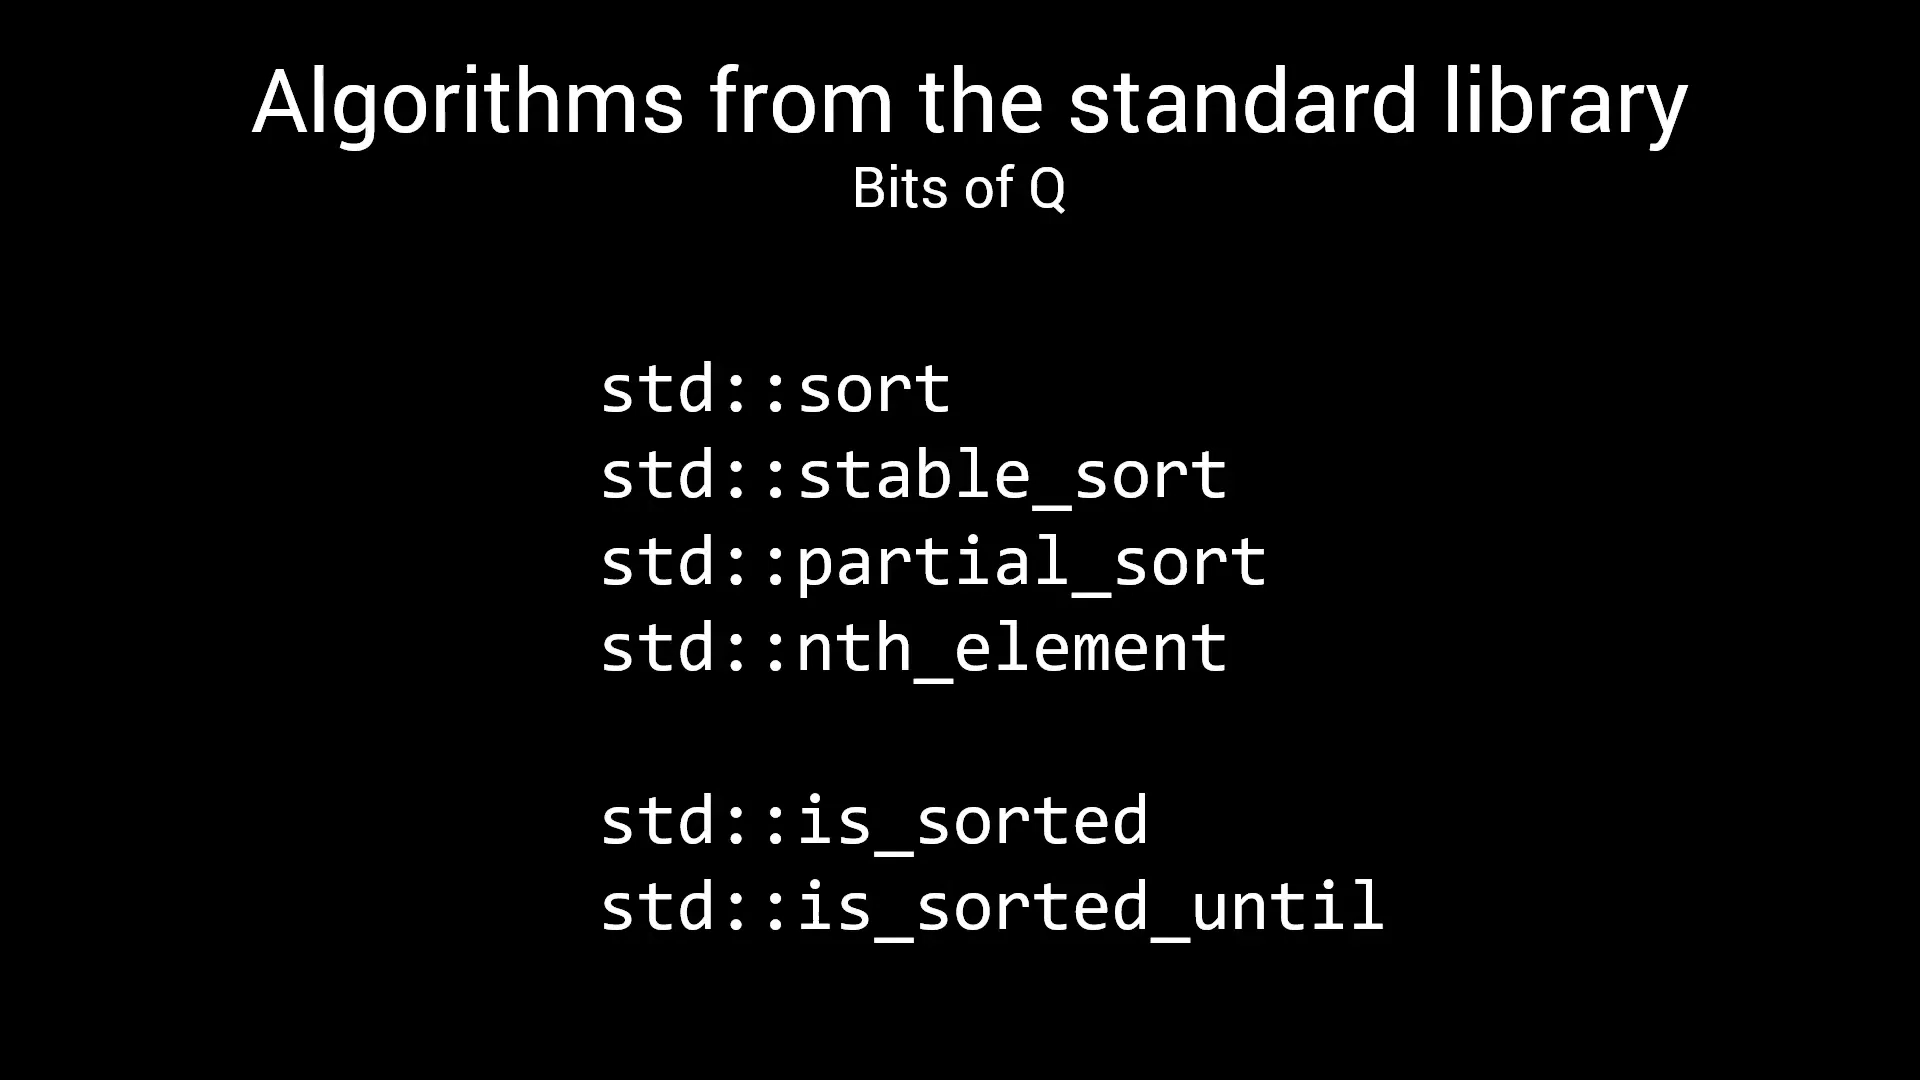 Algorithms from the standard library
Bits of Q
std::sort
std::stable_sort
std::partial_sort
std::nth_element
std::is_sorted
std::is_sorted_until